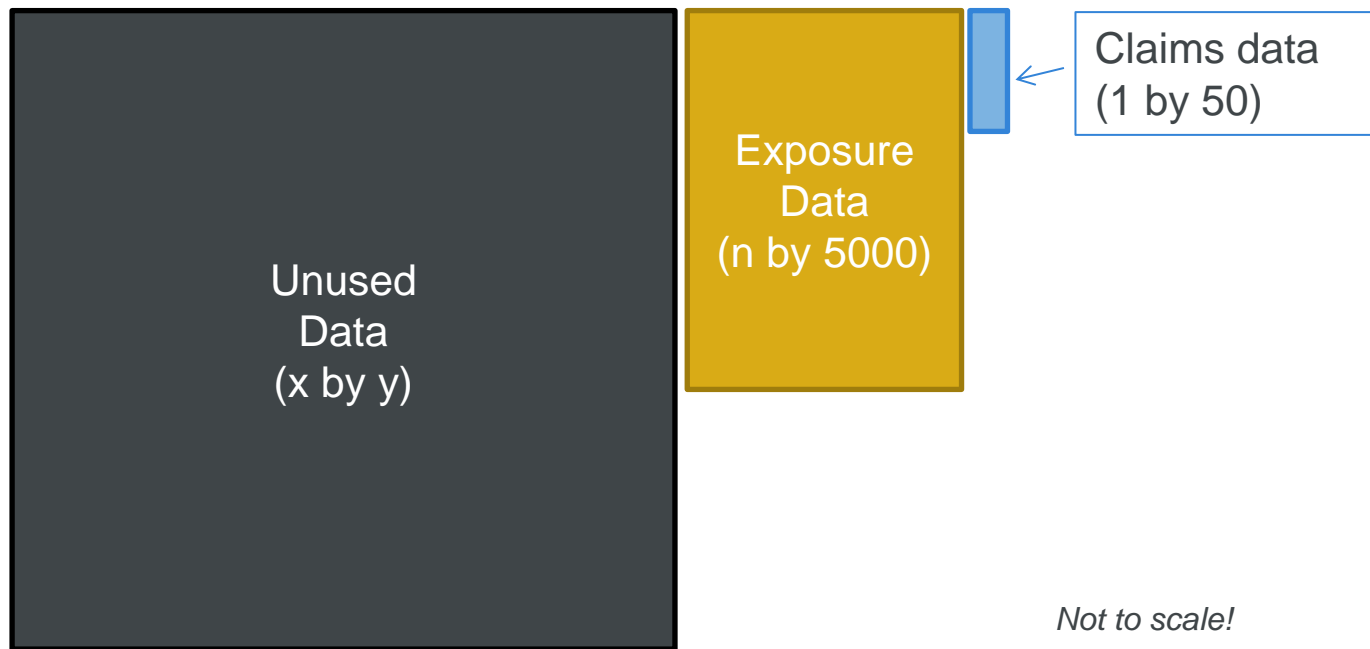 Unused
Data
(x by y)
Exposure
Data
(n by 5000)
Claims data
(1 by 50)
Not to scale!